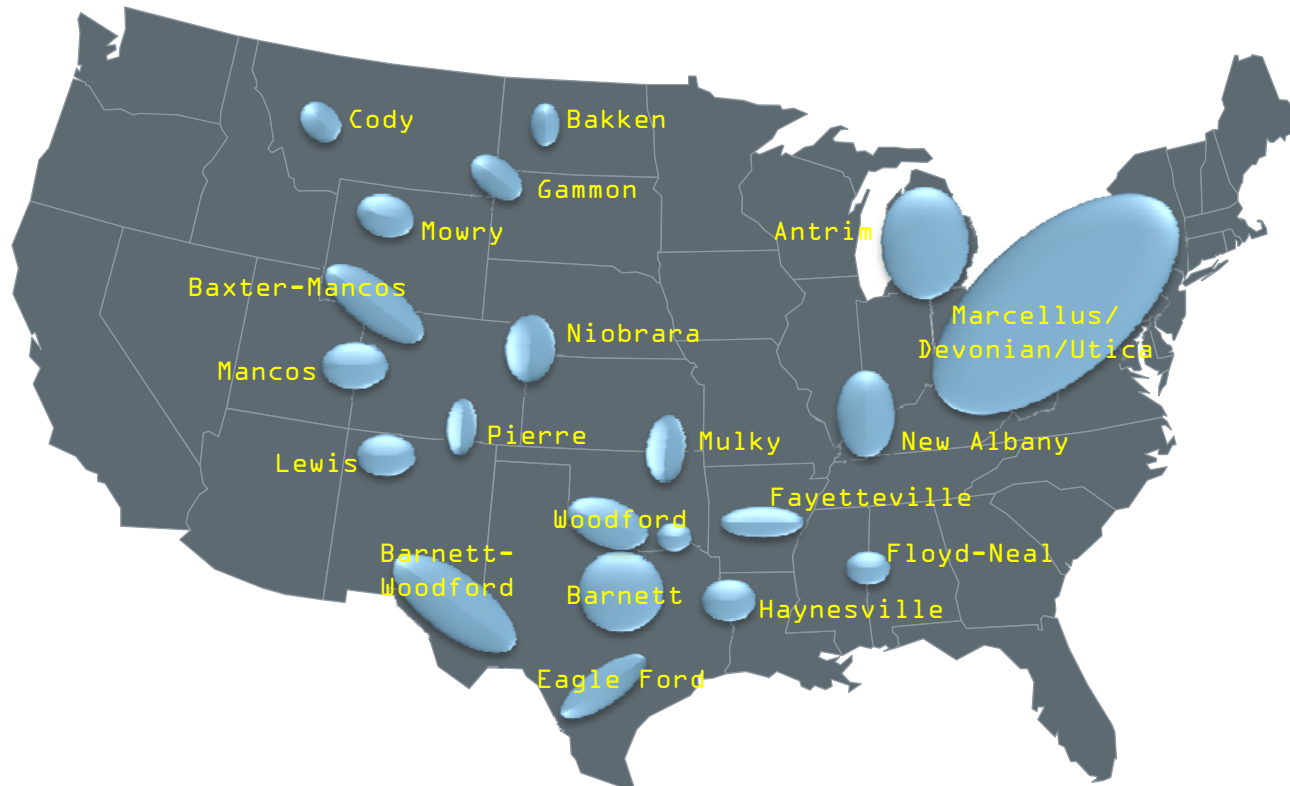 Cody
Bakken
Gammon
Mowry
Antrim
Baxter-Mancos
Marcellus/
Devonian/Utica
Niobrara
Mancos
Pierre
Mulky
New Albany
Lewis
Fayetteville
Woodford
Barnett-
Woodford
Floyd-Neal
Barnett
Haynesville
Eagle Ford